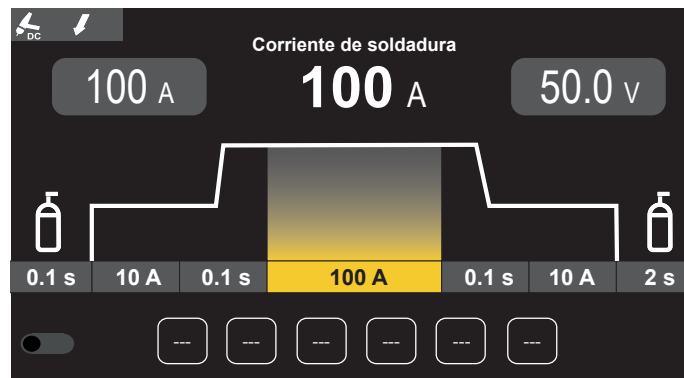 DC
Corriente de soldadura
100 A
100 A
50.0 V
0.1 s 10 A 0.1 s 100 A 0.1 s 10 A 2 s
--- --- --- --- --- ---